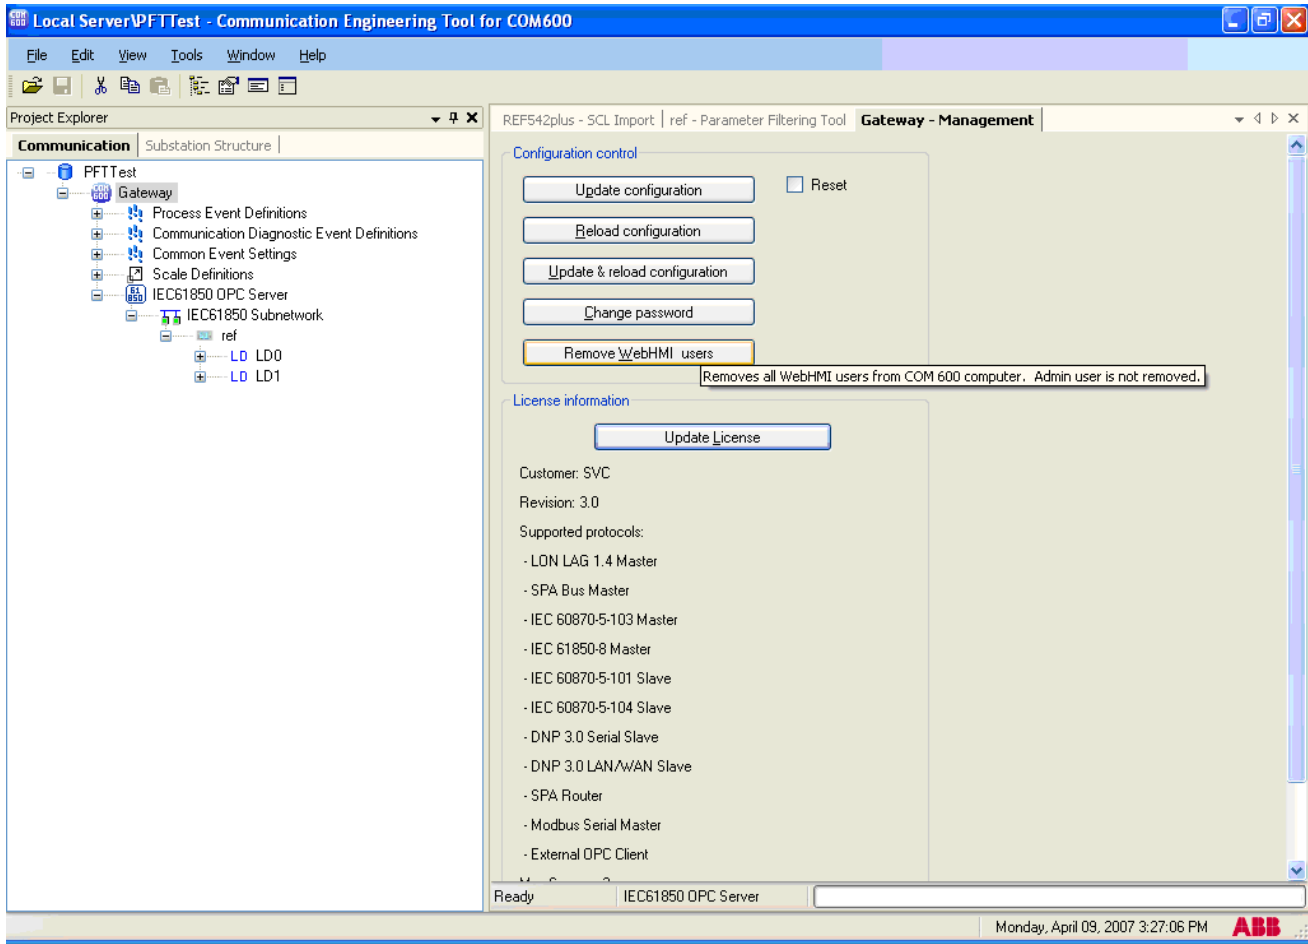 Local Server\PFTTest - Communication Engineering Tool for COM600
File Edit View Tools Window Help
Project Explorer
Communication Substation Structure
PFTTest
Gateway
Process Event Definitions
Communication Diagnostic Event Definitions
Common Event Settings
Scale Definitions
IEC61850 OPC Server
IEC61850 Subnetwork
ref
LD LD0
LD LD1
REF542plus - SCL Import ref - Parameter Filtering Tool Gateway - Management
Configuration control
Update configuration Reset
Reload configuration
Update & reload configuration
Change password
Remove WebHMI users
Removes all WebHMI users from COM 600 computer. Admin user is not removed.
License information
Update License
Customer: SVC
Revision: 3.0
Supported protocols:
- LON LAG 1.4 Master
- SPA Bus Master
- IEC 60870-5-103 Master
- IEC 61850-8 Master
- IEC 60870-5-101 Slave
- IEC 60870-5-104 Slave
- DNP 3.0 Serial Slave
- DNP 3.0 LAN/WAN Slave
- SPA Router
- Modbus Serial Master
- External OPC Client
Ready IEC61850 OPC Server
Monday, April 09, 2007 3:27:06 PM ABB